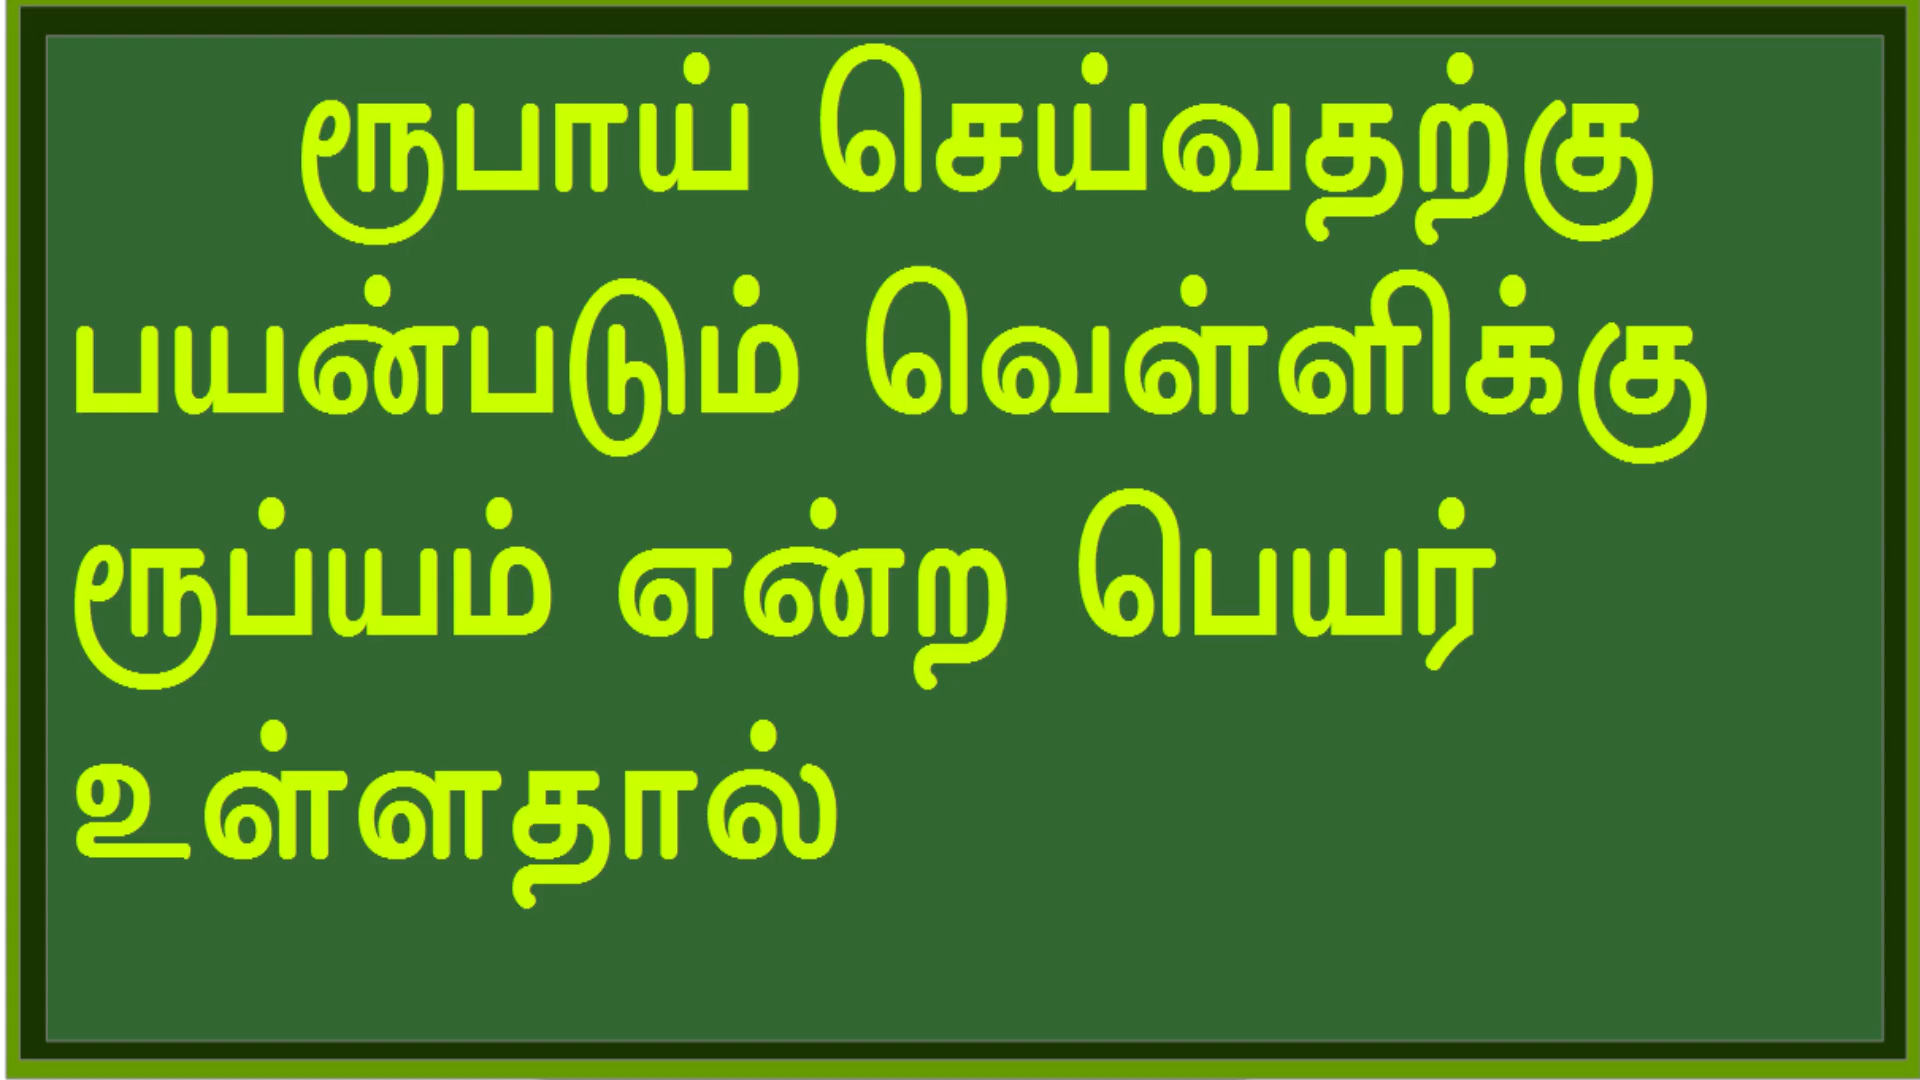 ரூபாய் செய்வதற்கு
பயன்படும் வெள்ளிக்கு
ரூப்யம் என்ற பெயர்
உள்ளதால்